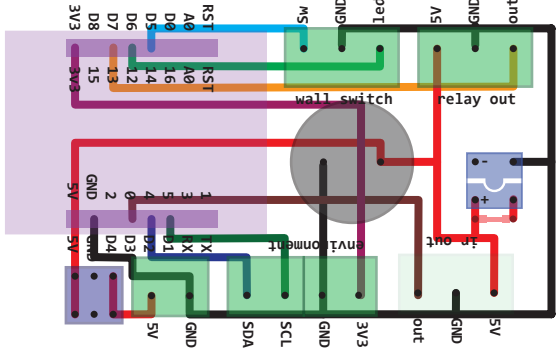 3V3 D8 D7 D6 D5 D0 A0 RST
3V3 15 13 12 14 16 A0 RST
Sw GND led
5V GND out
wall switch
relay out
-
+
5V GND 2 0 4 5 3 1
5V GND D4 D3 D2 D1 RX TX
environment
ir out
5V GND
SDA SCL GND 3V3
out GND 5V